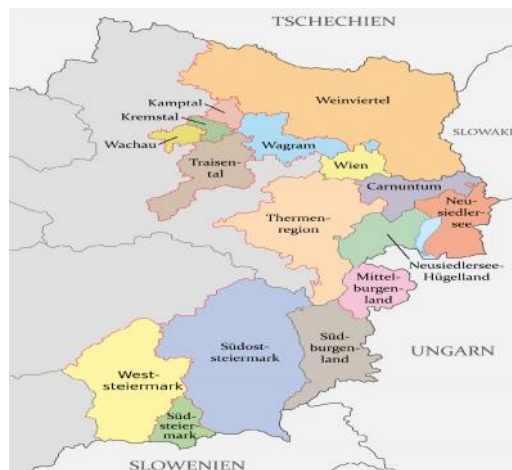 TSCHECHIEN
Kamptal
Weinviertel
Kremstal
SLOWAKE
Wachau
Wagram
Traisen-
tal
Wien
Carnuntum
Neu-
siedler-
see
Thermen-
region
Neusiedlersee-
Hügelland
Mittel-
burgen-
land
Südost-
steiermark
Süd-
burgen-
land
UNGARN
West-
steiermark
Süd-
steier
mark
SLOWENIEN